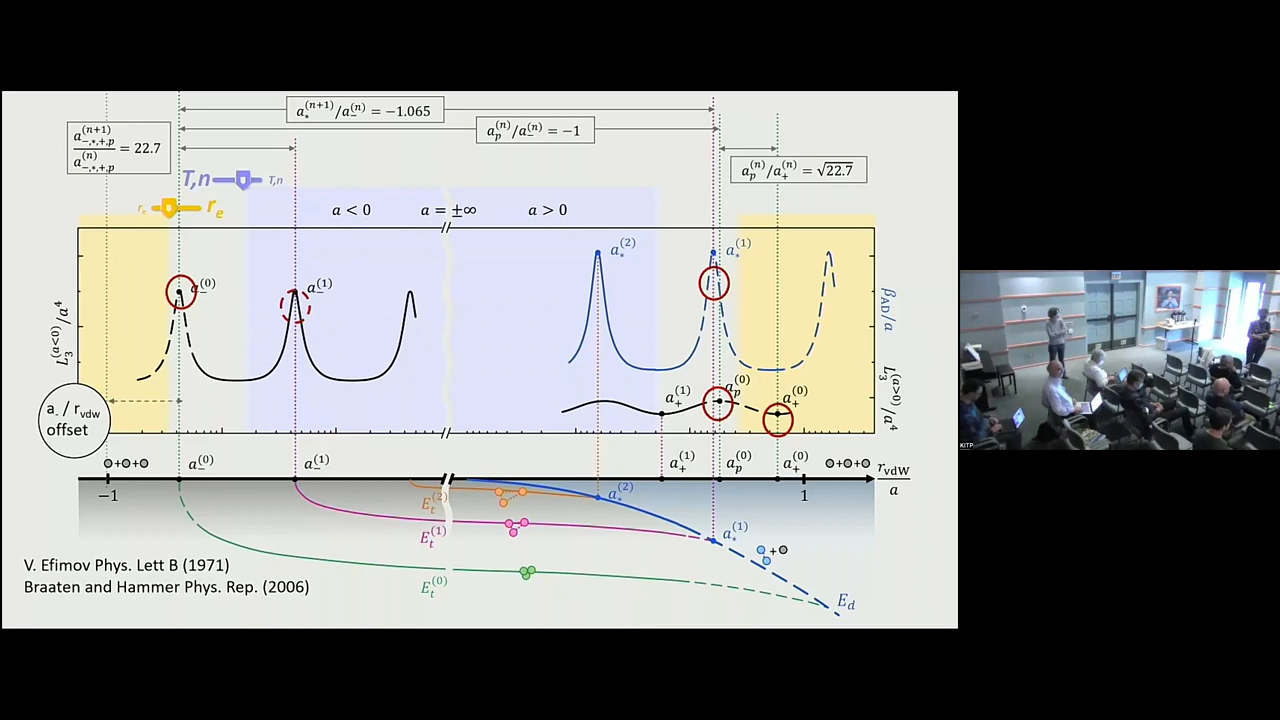 a_*^(n+1)/a_-^(n) = −1.065
a_p^(n)/a_-^(n) = −1
a_{-,*,+,p}^(n+1) / a_{-,*,+,p}^(n) = 22.7
a_p^(n)/a_+^(n) = √22.7
T,n T,n
r_e r_e
a < 0 a = ±∞ a > 0
a_*^(2) a_*^(1)
a_-^(0) a_-^(1)
L_3^(a<0)/a^4
β_AD/a
L_3^(a>0)/a^4
a_+^(1) a_p^(0) a_+^(0)
a_- / r_vdw
offset
o+o+o a_-^(0) a_-^(1) a_+^(1) a_p^(0) a_+^(0) o+o+o r_vdW/a
−1 1
E_t^(2) a_*^(2)
E_t^(1) a_*^(1)
+o
E_t^(0)
E_d
V. Efimov Phys. Lett B (1971)
Braaten and Hammer Phys. Rep. (2006)
KITP